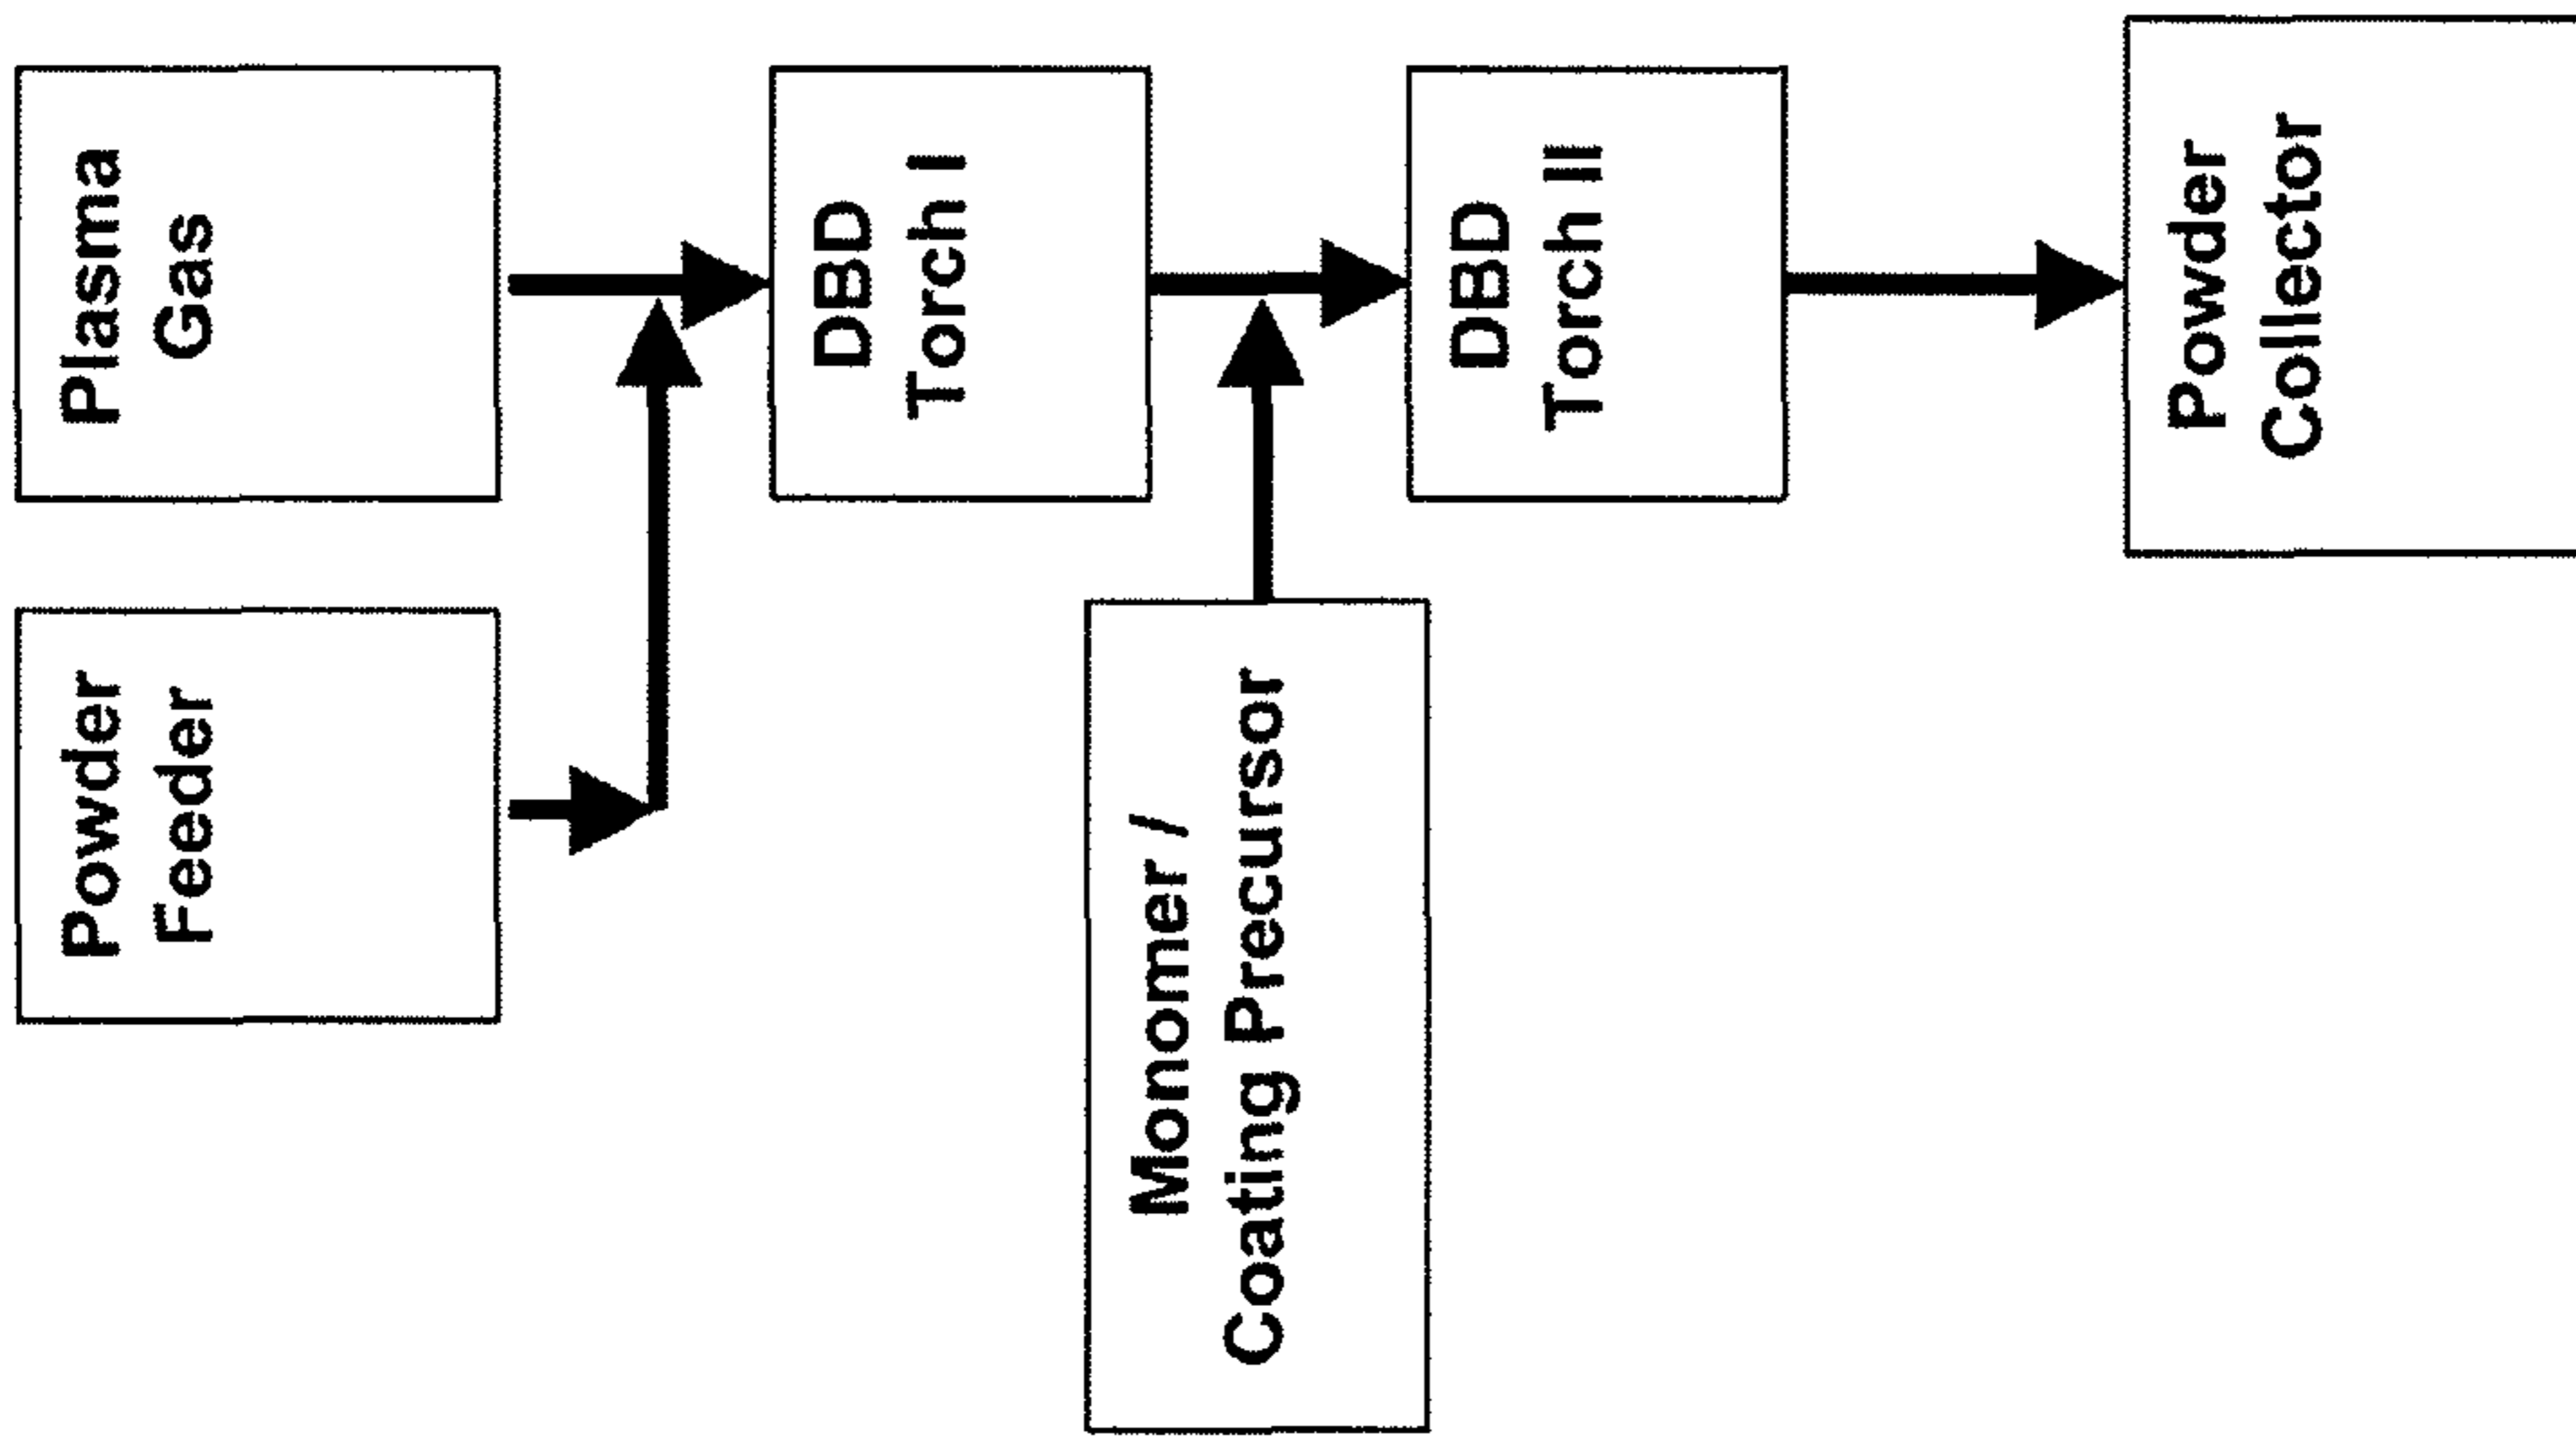 Powder
Feeder
Plasma
Gas
DBD
Torch I
Monomer /
Coating Precursor
DBD
Torch II
Powder
Collector